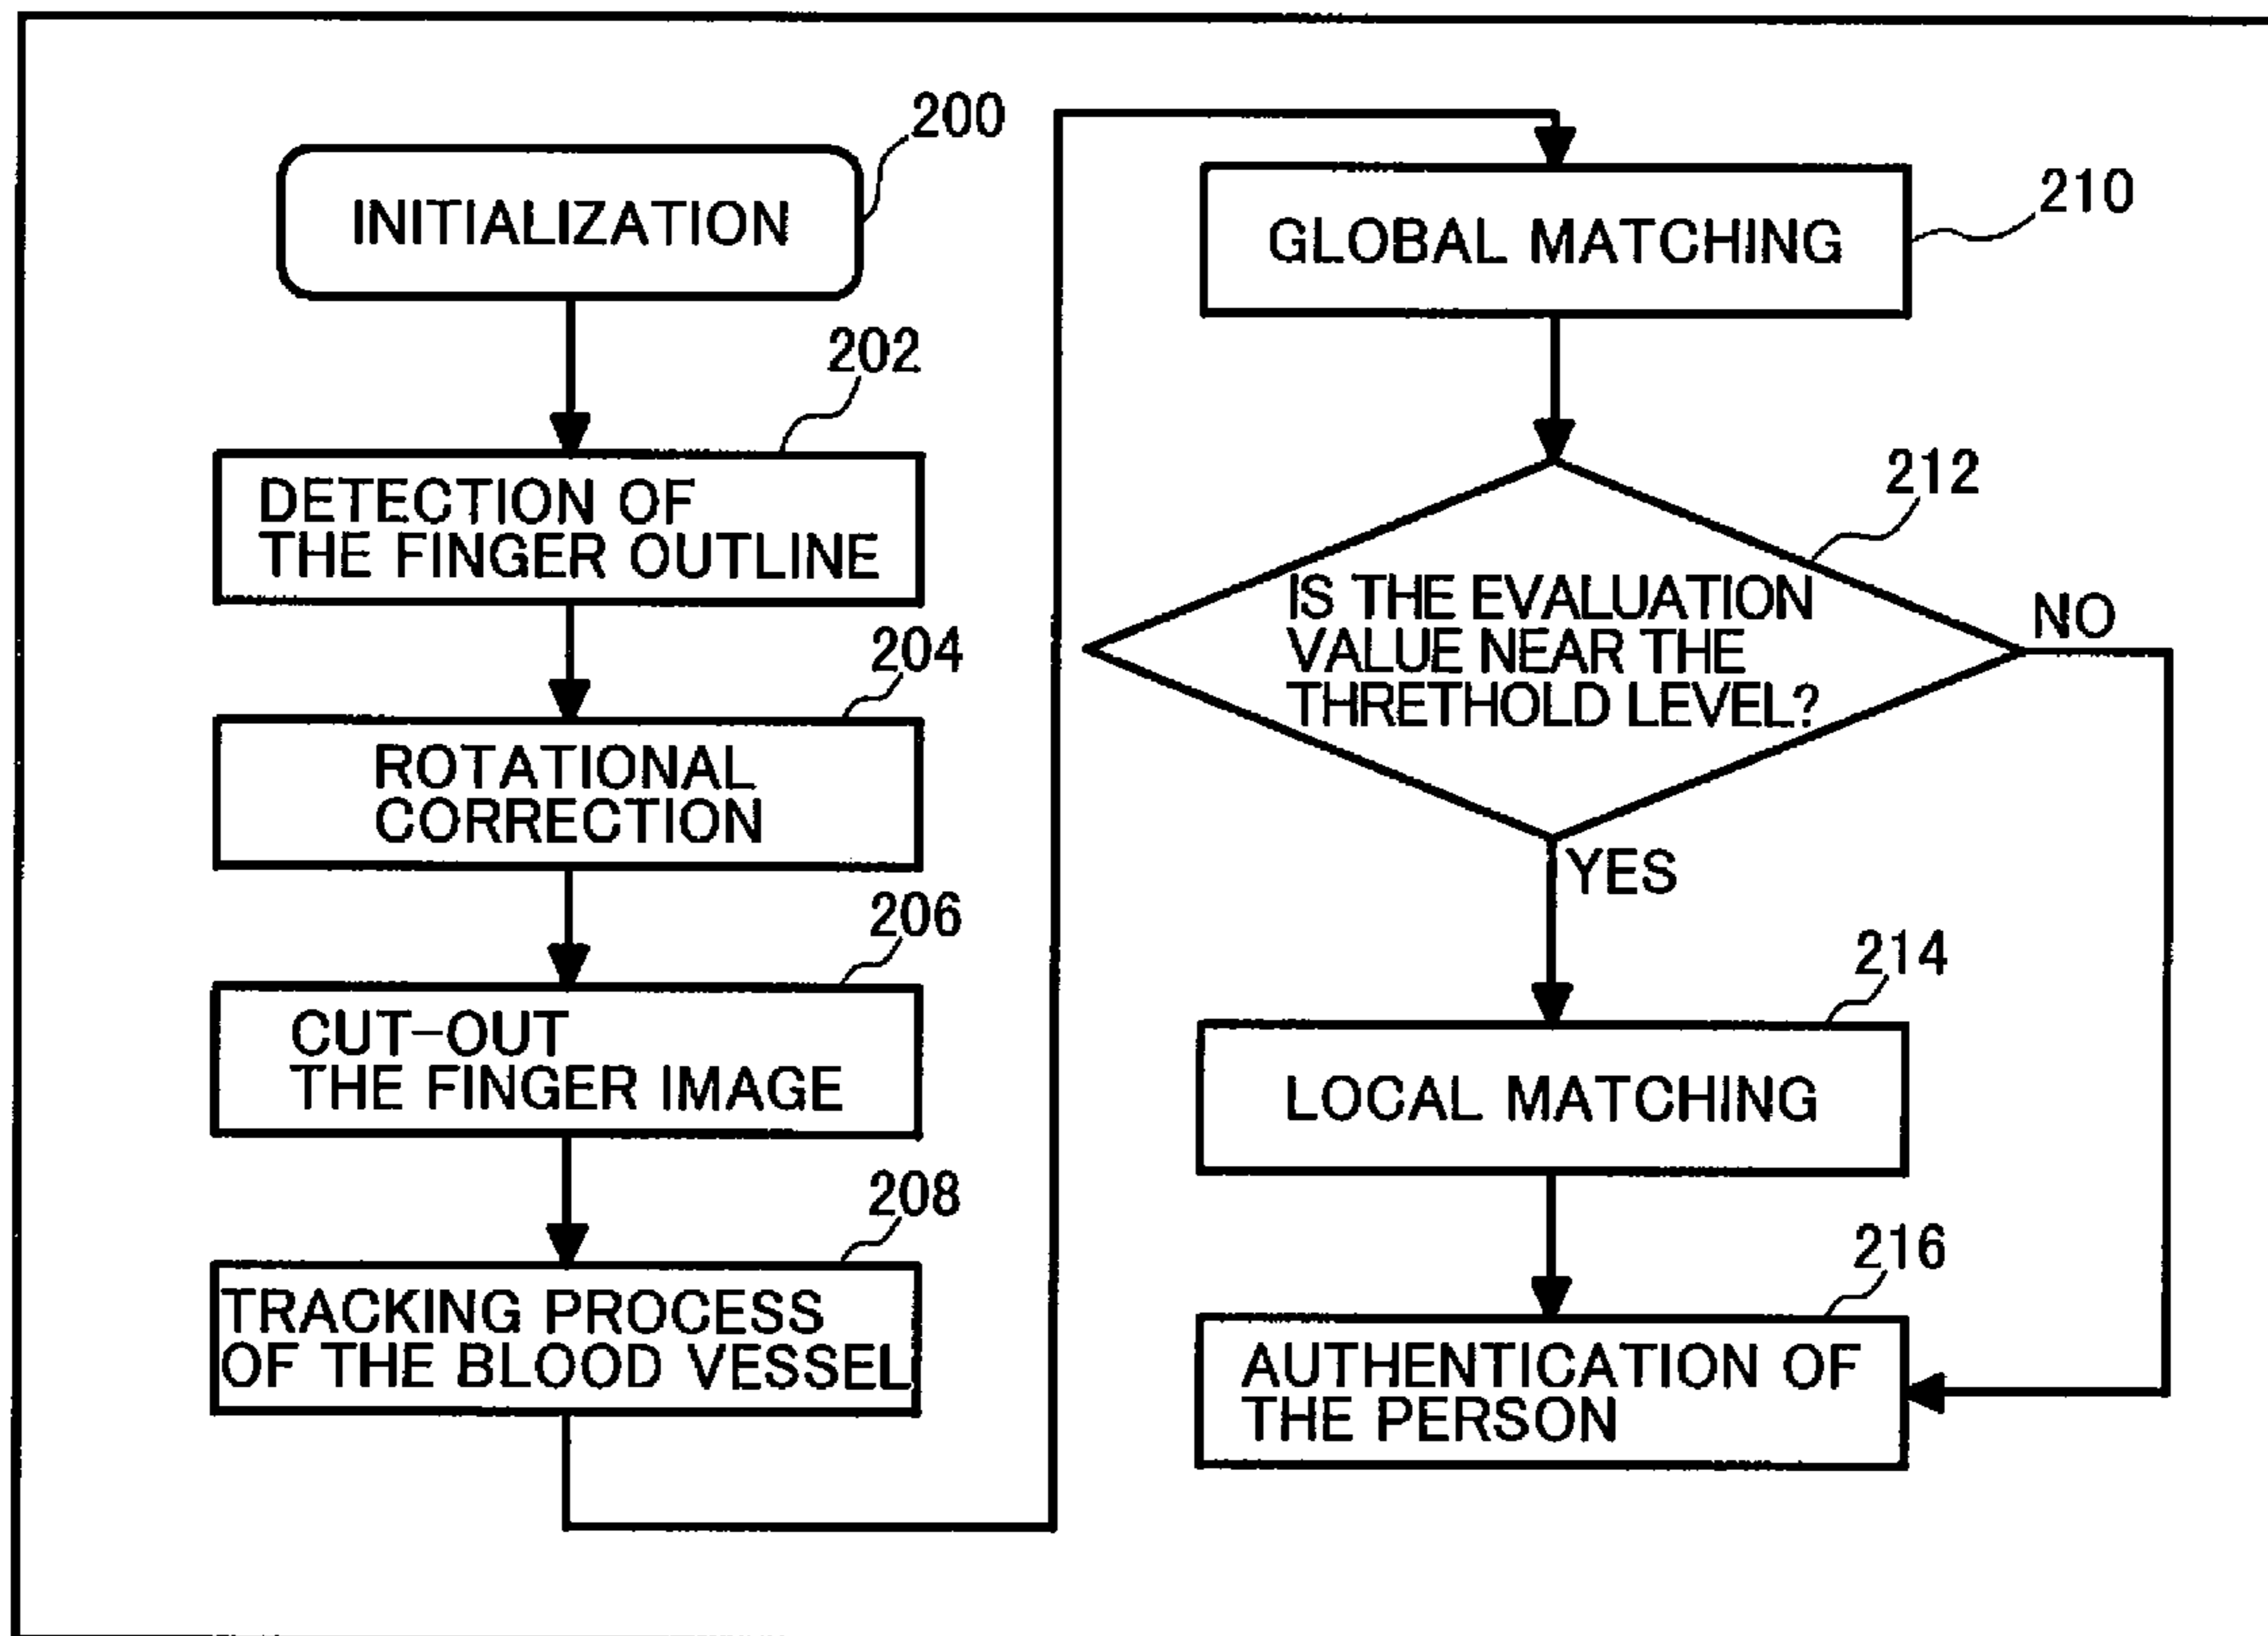 200
INITIALIZATION
202
DETECTION OF
THE FINGER OUTLINE
204
ROTATIONAL
CORRECTION
206
CUT-OUT
THE FINGER IMAGE
208
TRACKING PROCESS
OF THE BLOOD VESSEL
210
GLOBAL MATCHING
212
IS THE EVALUATION
VALUE NEAR THE
THRETHOLD LEVEL?
NO
YES
214
LOCAL MATCHING
216
AUTHENTICATION OF
THE PERSON